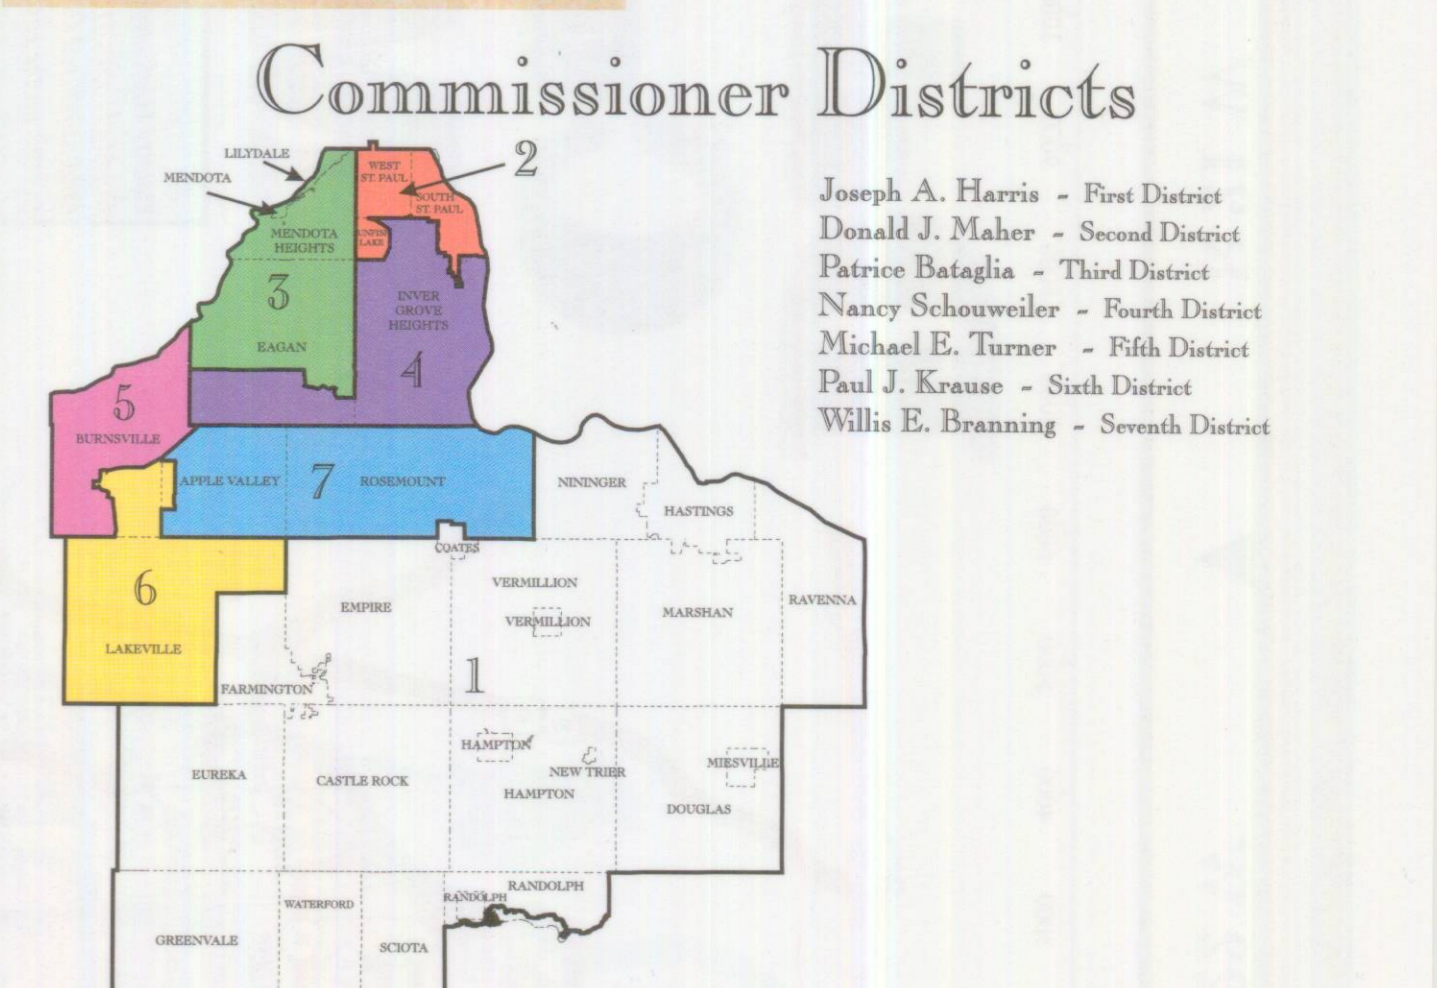 Commissioner Districts
LILYDALE
MENDOTA
WEST
ST. PAUL
2
SOUTH
ST. PAUL
MENDOTA
HEIGHTS
LAKE
3
INVER
GROVE
HEIGHTS
EAGAN
4
5
BURNSVILLE
APPLE VALLEY
7
ROSEMOUNT
NININGER
HASTINGS
COATES
6
VERMILLION
EMPIRE
VERMILLION
MARSHAN
RAVENNA
LAKEVILLE
1
FARMINGTON
HAMPTON
NEW TRIER
MIESVILLE
EUREKA
CASTLE ROCK
HAMPTON
DOUGLAS
RANDOLPH
RANDOLPH
WATERFORD
GREENVALE
SCIOTA
Joseph A. Harris - First District
Donald J. Maher - Second District
Patrice Bataglia - Third District
Nancy Schouweiler - Fourth District
Michael E. Turner - Fifth District
Paul J. Krause - Sixth District
Willis E. Branning - Seventh District